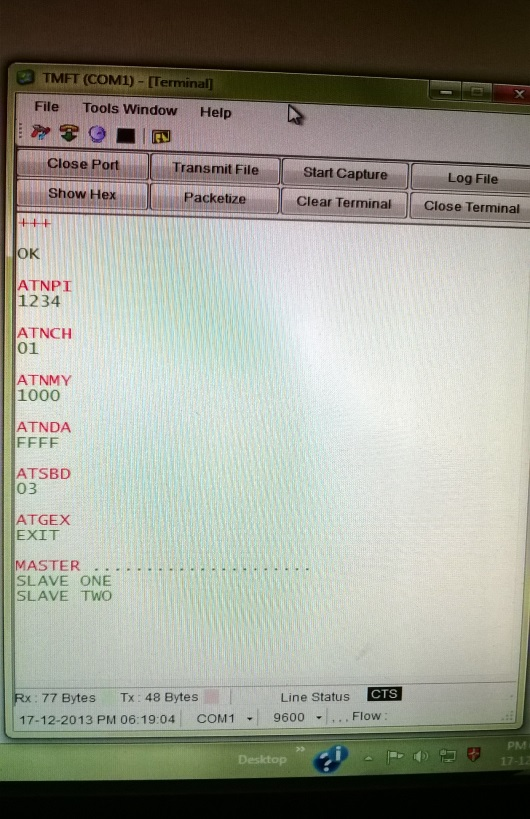 TMFT (COM1) - [Terminal]
File Tools Window Help
Close Port Transmit File Start Capture Log File
Show Hex Packetize Clear Terminal Close Terminal
+++
OK
ATNPI
1234
ATNCH
01
ATNMY
1000
ATNDA
FFFF
ATSBD
03
ATGEX
EXIT
MASTER .....................
SLAVE ONE
SLAVE TWO
Rx : 77 Bytes Tx : 48 Bytes Line Status CTS
17-12-2013 PM 06:19:04 COM1 9600 ... Flow :
Desktop »
PM
17-12